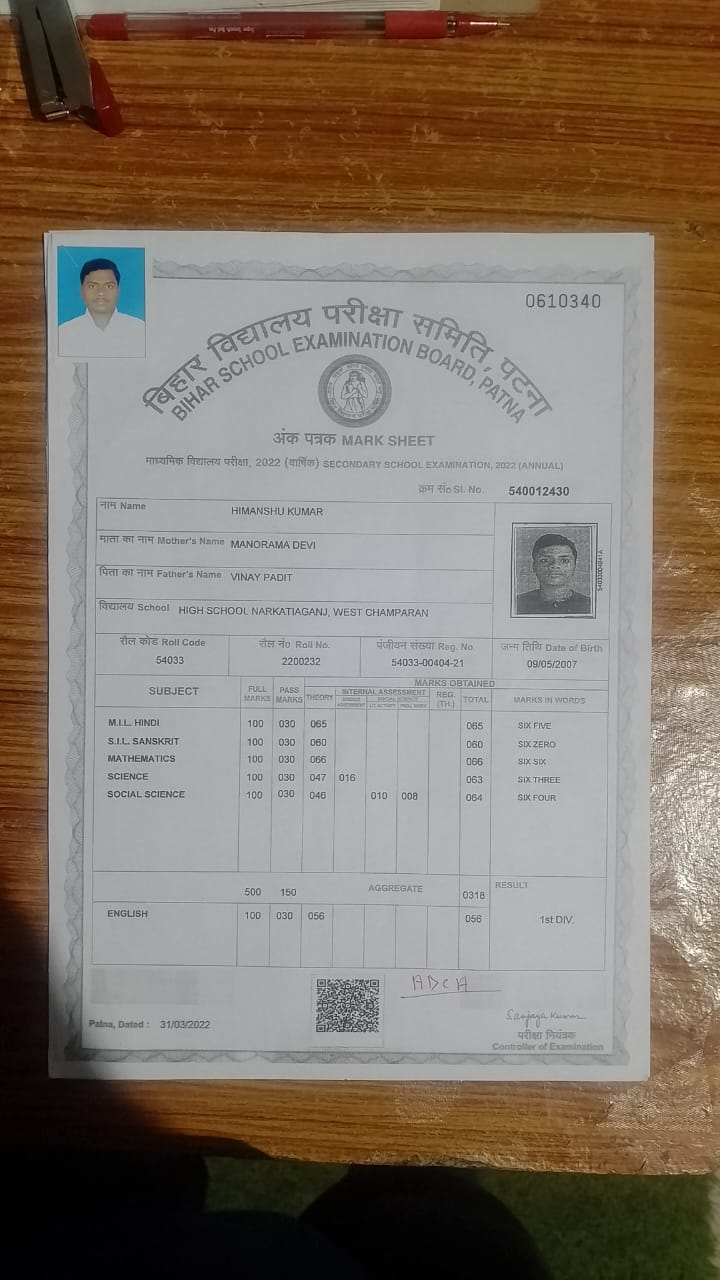 0610340
बिहार विद्यालय परीक्षा समिति, पटना
BIHAR SCHOOL EXAMINATION BOARD, PATNA
अंक पत्रक MARK SHEET
माध्यमिक विद्यालय परीक्षा, 2022 (वार्षिक) SECONDARY SCHOOL EXAMINATION, 2022 (ANNUAL)
क्रम सं० Sl. No. 540012430
नाम Name HIMANSHU KUMAR
माता का नाम Mother's Name MANORAMA DEVI
पिता का नाम Father's Name VINAY PADIT
विद्यालय School HIGH SCHOOL NARKATIAGANJ, WEST CHAMPARAN
रौल कोड Roll Code रौल नं० Roll No. पंजीयन संख्या Reg. No. जन्म तिथि Date of Birth
54033 2200232 54033-00404-21 09/05/2007
MARKS OBTAINED
SUBJECT FULL MARKS PASS MARKS THEORY INTERNAL ASSESSMENT REG. (TH.) TOTAL MARKS IN WORDS
M.I.L. HINDI 100 030 065 065 SIX FIVE
S.I.L. SANSKRIT 100 030 060 060 SIX ZERO
MATHEMATICS 100 030 066 066 SIX SIX
SCIENCE 100 030 047 016 063 SIX THREE
SOCIAL SCIENCE 100 030 046 010 008 064 SIX FOUR
500 150 AGGREGATE 0318 RESULT
ENGLISH 100 030 056 056 1st DIV.
ADCA
Sanjaya Kumar
Patna, Dated : 31/03/2022
परीक्षा नियंत्रक
Controller of Examination